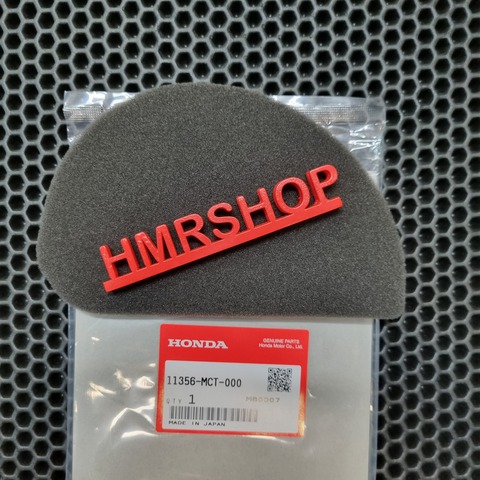 HMRSHOP
HONDA
GENUINE PARTS
Honda Motor Co., Ltd.
11356-MCT-000
QTY 1
MADE IN JAPAN